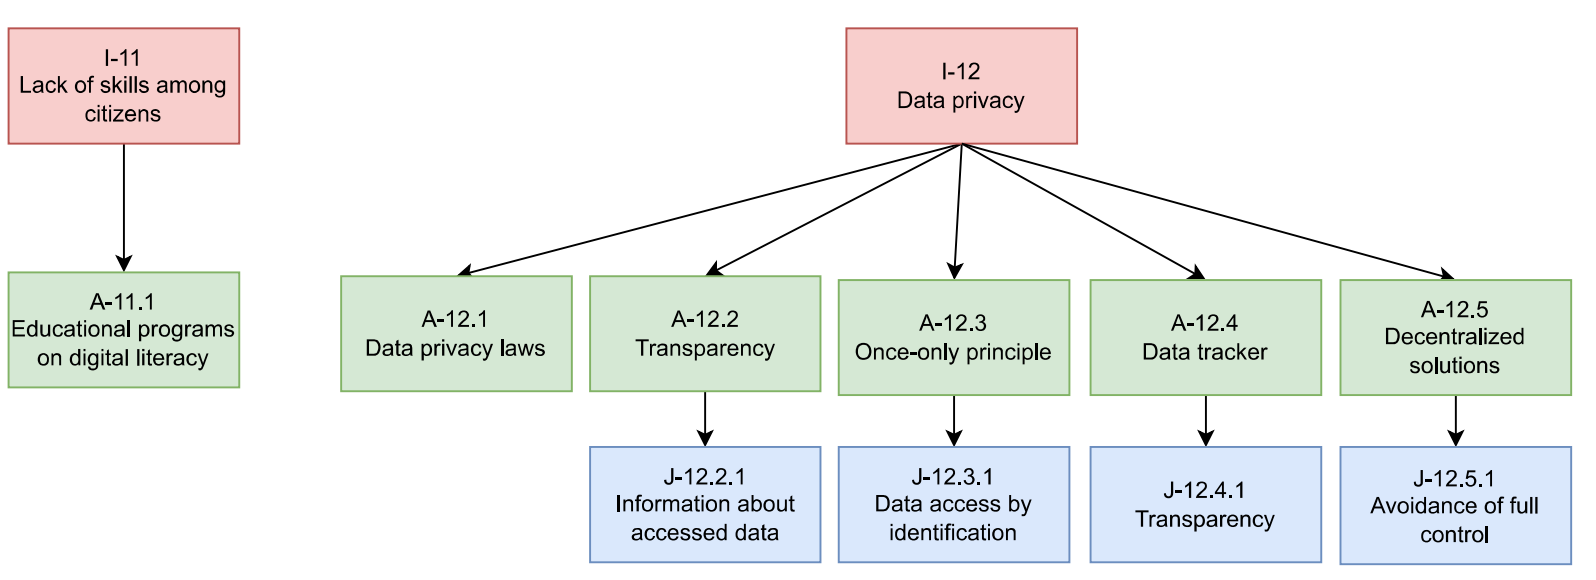 I-11
Lack of skills among
citizens
I-12
Data privacy
A-11.1
Educational programs
on digital literacy
A-12.1
Data privacy laws
A-12.2
Transparency
A-12.3
Once-only principle
A-12.4
Data tracker
A-12.5
Decentralized
solutions
J-12.2.1
Information about
accessed data
J-12.3.1
Data access by
identification
J-12.4.1
Transparency
J-12.5.1
Avoidance of full
control